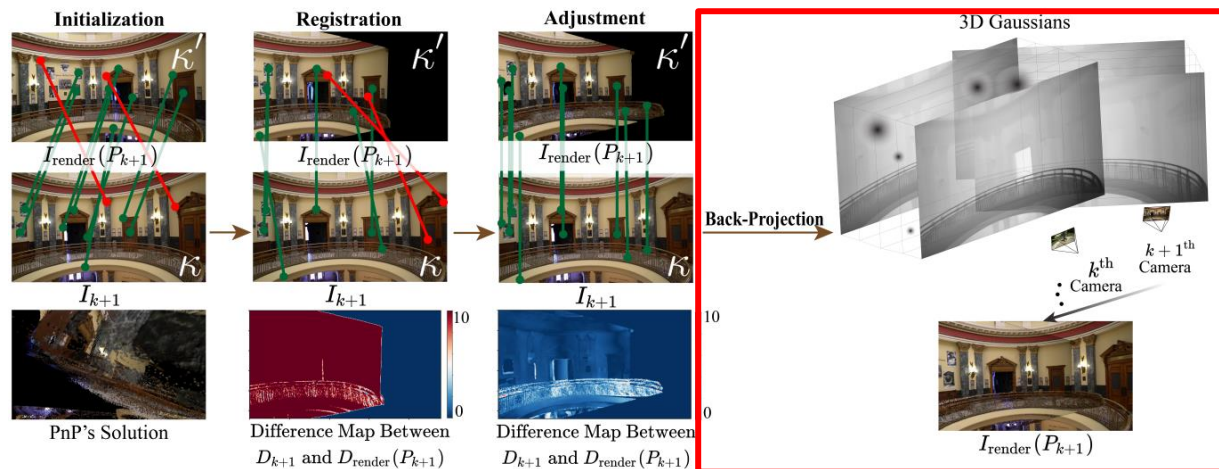 Initialization
Registration
Adjustment
3D Gaussians
κ′
κ′
κ′
I_render(P_{k+1})
I_render(P_{k+1})
I_render(P_{k+1})
κ
κ
κ
Back-Projection
k^th
Camera
k + 1^th
Camera
I_{k+1}
I_{k+1}
I_{k+1}
10
0
10
0
PnP's Solution
Difference Map Between
D_{k+1} and D_render(P_{k+1})
Difference Map Between
D_{k+1} and D_render(P_{k+1})
I_render(P_{k+1})